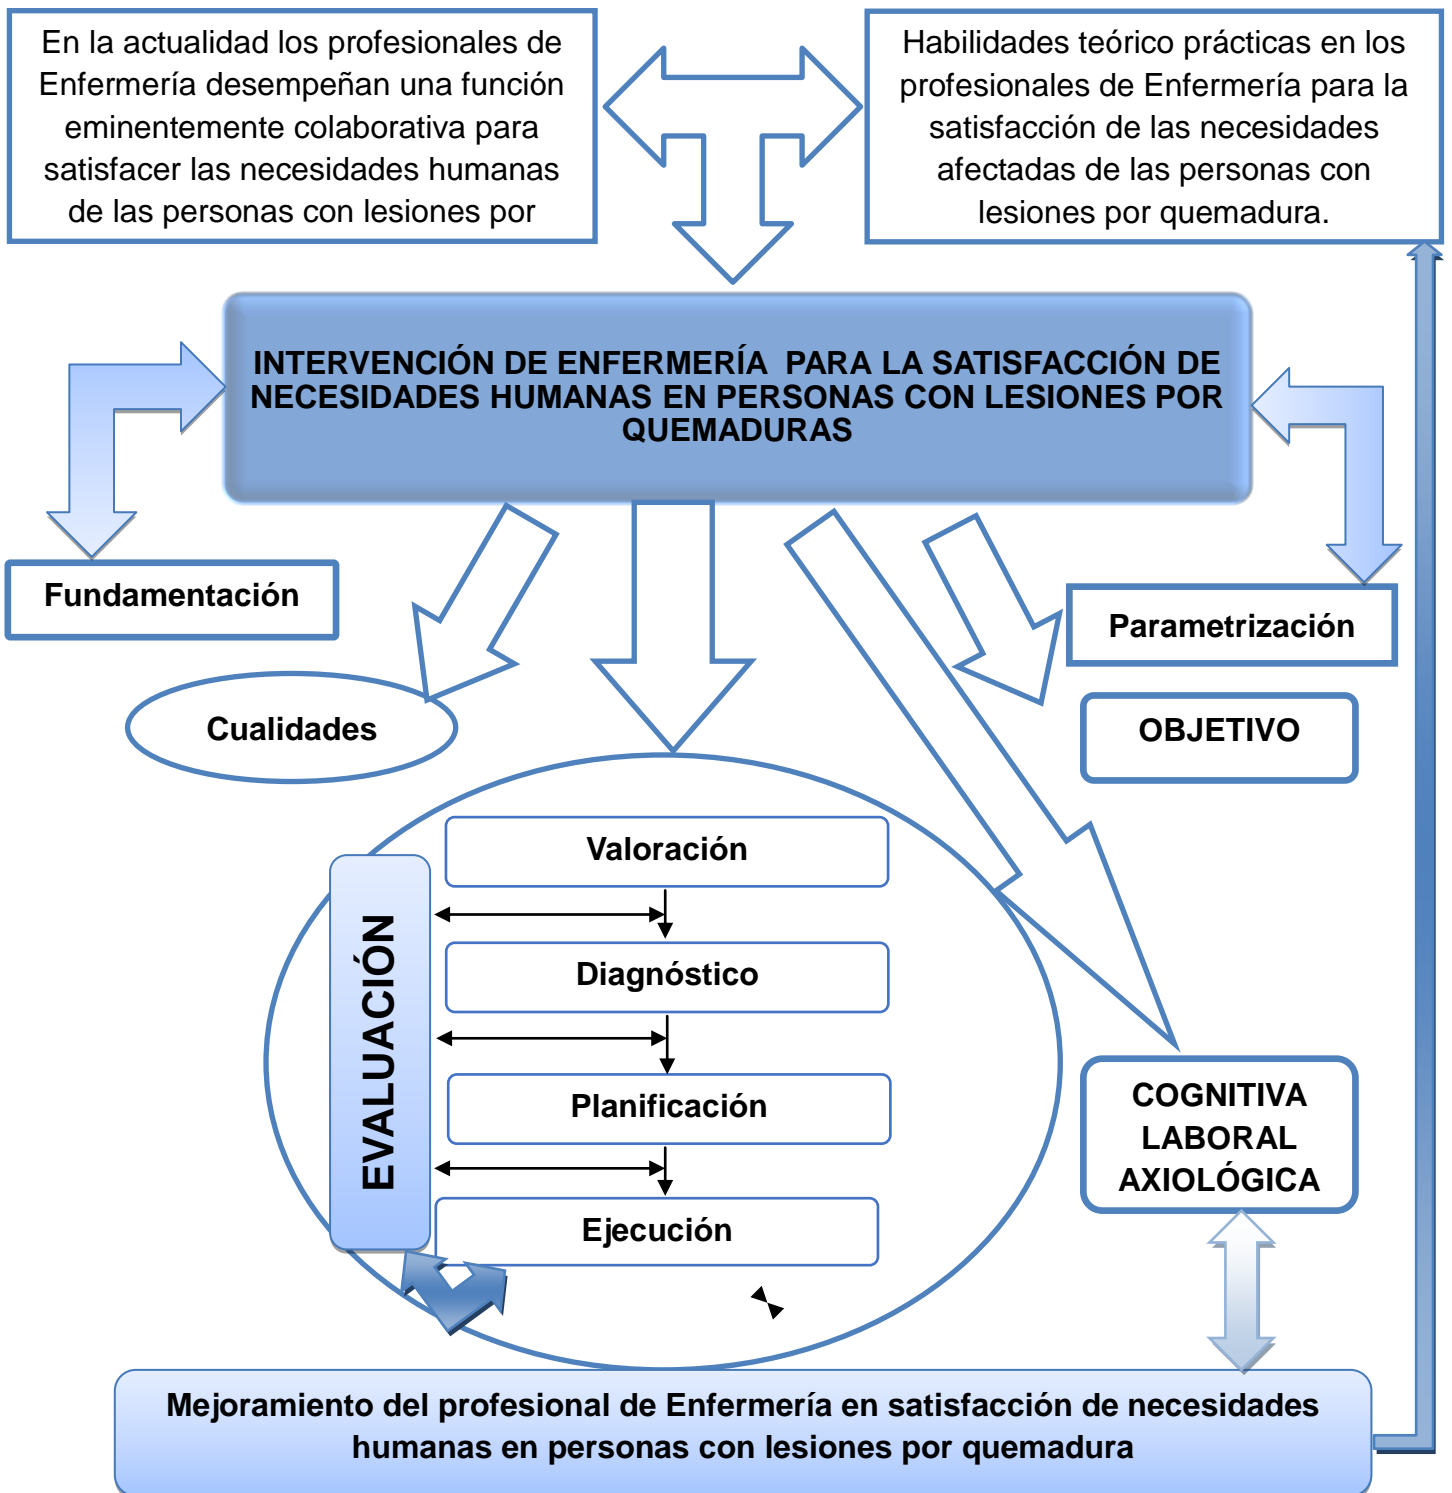 En la actualidad los profesionales de
Enfermería desempeñan una función
eminentemente colaborativa para
satisfacer las necesidades humanas
de las personas con lesiones por
Habilidades teórico prácticas en los
profesionales de Enfermería para la
satisfacción de las necesidades
afectadas de las personas con
lesiones por quemadura.
INTERVENCIÓN DE ENFERMERÍA PARA LA SATISFACCIÓN DE
NECESIDADES HUMANAS EN PERSONAS CON LESIONES POR
QUEMADURAS
Fundamentación
Parametrización
Cualidades
OBJETIVO
Valoración
EVALUACIÓN
Diagnóstico
Planificación
Ejecución
COGNITIVA
LABORAL
AXIOLÓGICA
Mejoramiento del profesional de Enfermería en satisfacción de necesidades
humanas en personas con lesiones por quemadura